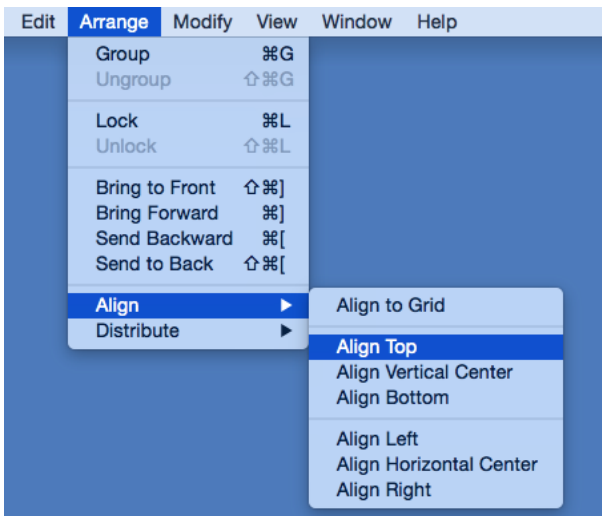 Edit Arrange Modify View Window Help
Group ⌘G
Ungroup ⇧⌘G
Lock ⌘L
Unlock ⇧⌘L
Bring to Front ⇧⌘]
Bring Forward ⌘]
Send Backward ⌘[
Send to Back ⇧⌘[
Align ▶
Distribute ▶
Align to Grid
Align Top
Align Vertical Center
Align Bottom
Align Left
Align Horizontal Center
Align Right